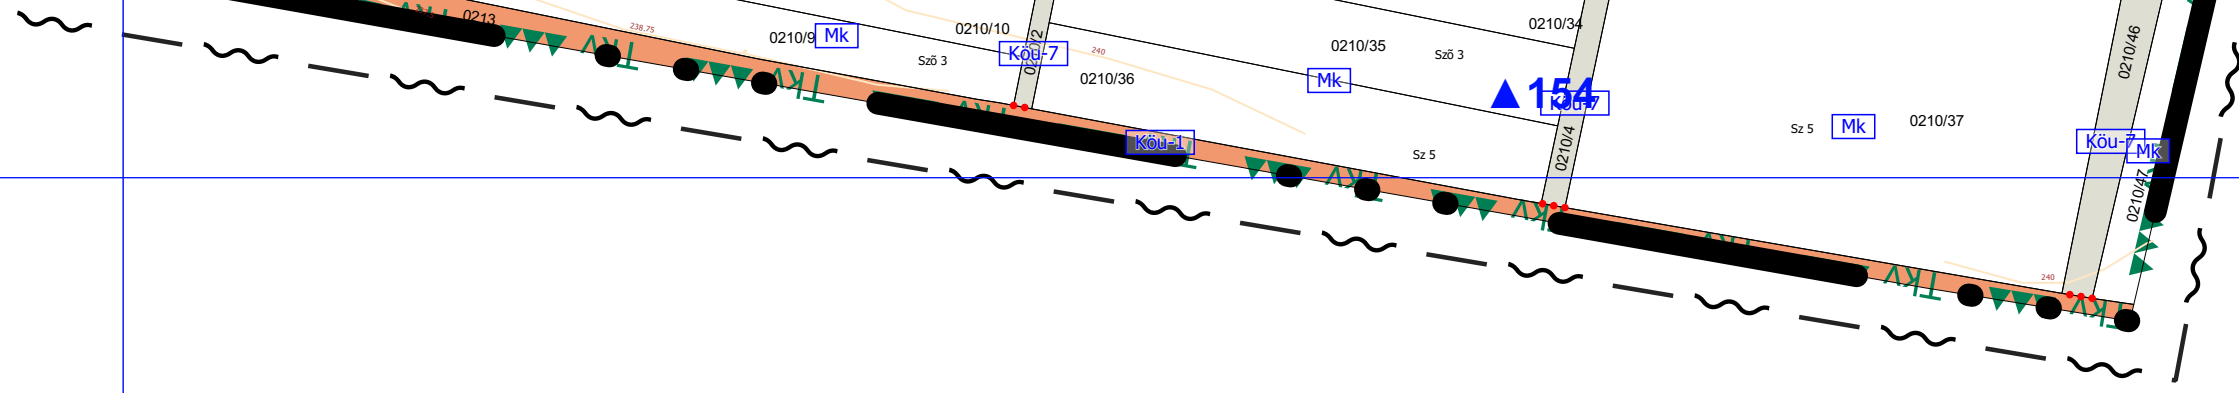 0213
TKV
238.75
TKV
0210/9
Mk
0210/10
Sző 3
0210/2
Köu-7
TKV
240
0210/36
Köu-1
0210/35
Mk
Sző 3
0210/34
▲154
Köu-7
0210/4
Sz 5
TKV
Sz 5
Mk
0210/37
0210/46
Köu-7
Mk
0210/47
TKV
240
TKV